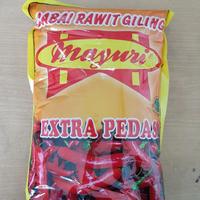 CABAI RAWIT GILING
Mayuri
EXTRA PEDAS